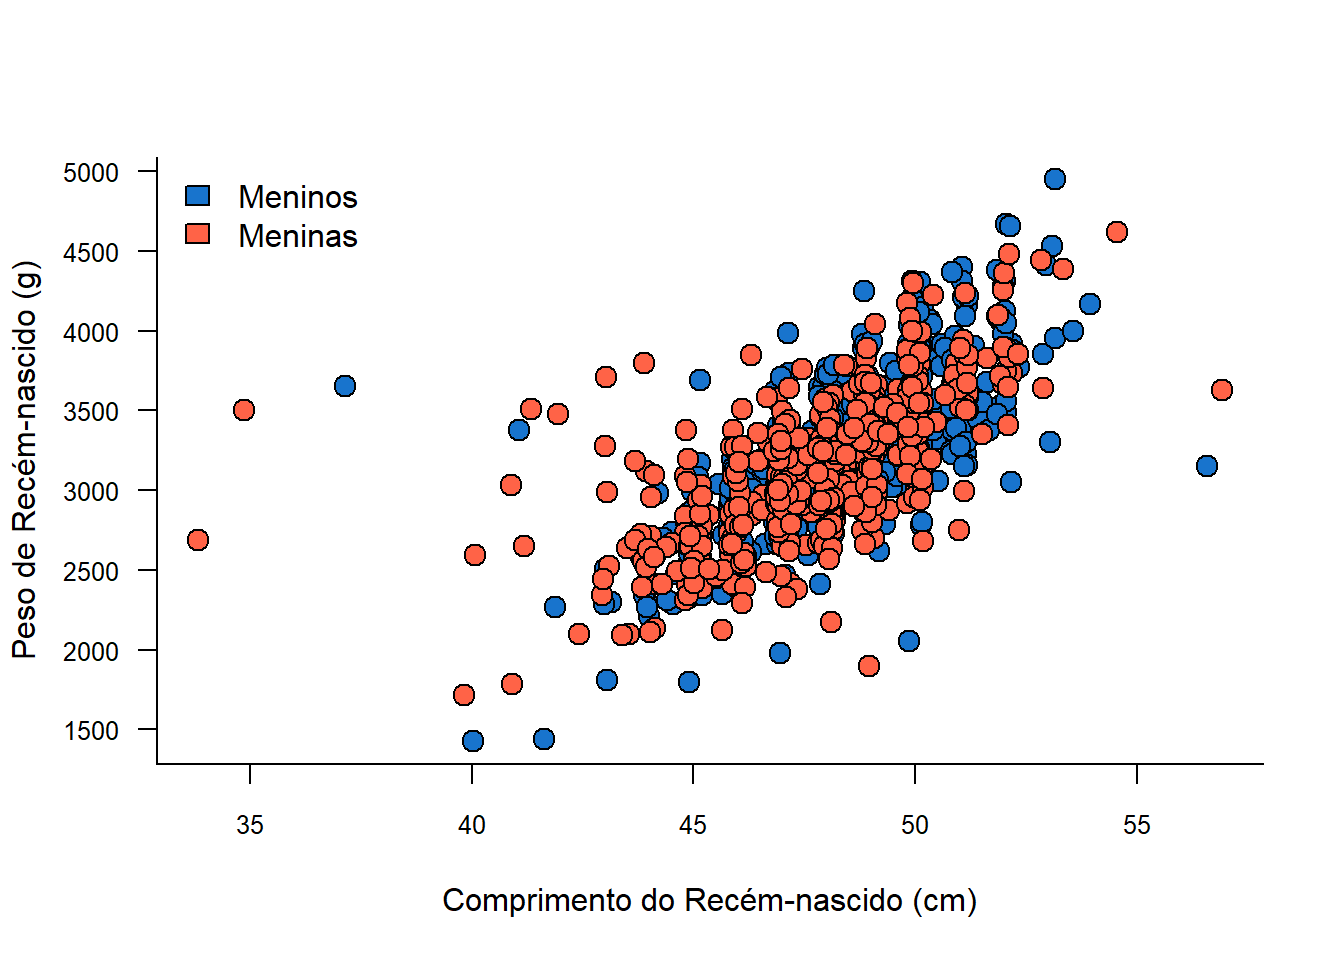 5000
4500
4000
3500
3000
2500
2000
1500
Peso de Recém-nascido (g)
Meninos
Meninas
35 40 45 50 55
Comprimento do Recém-nascido (cm)